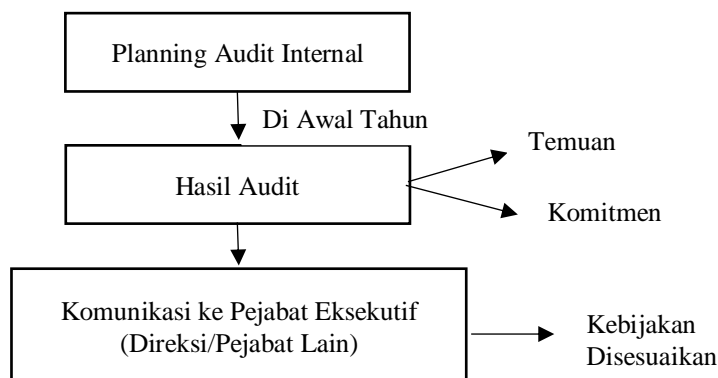 Planning Audit Internal
Di Awal Tahun
Temuan
Hasil Audit
Komitmen
Komunikasi ke Pejabat Eksekutif
(Direksi/Pejabat Lain)
Kebijakan
Disesuaikan